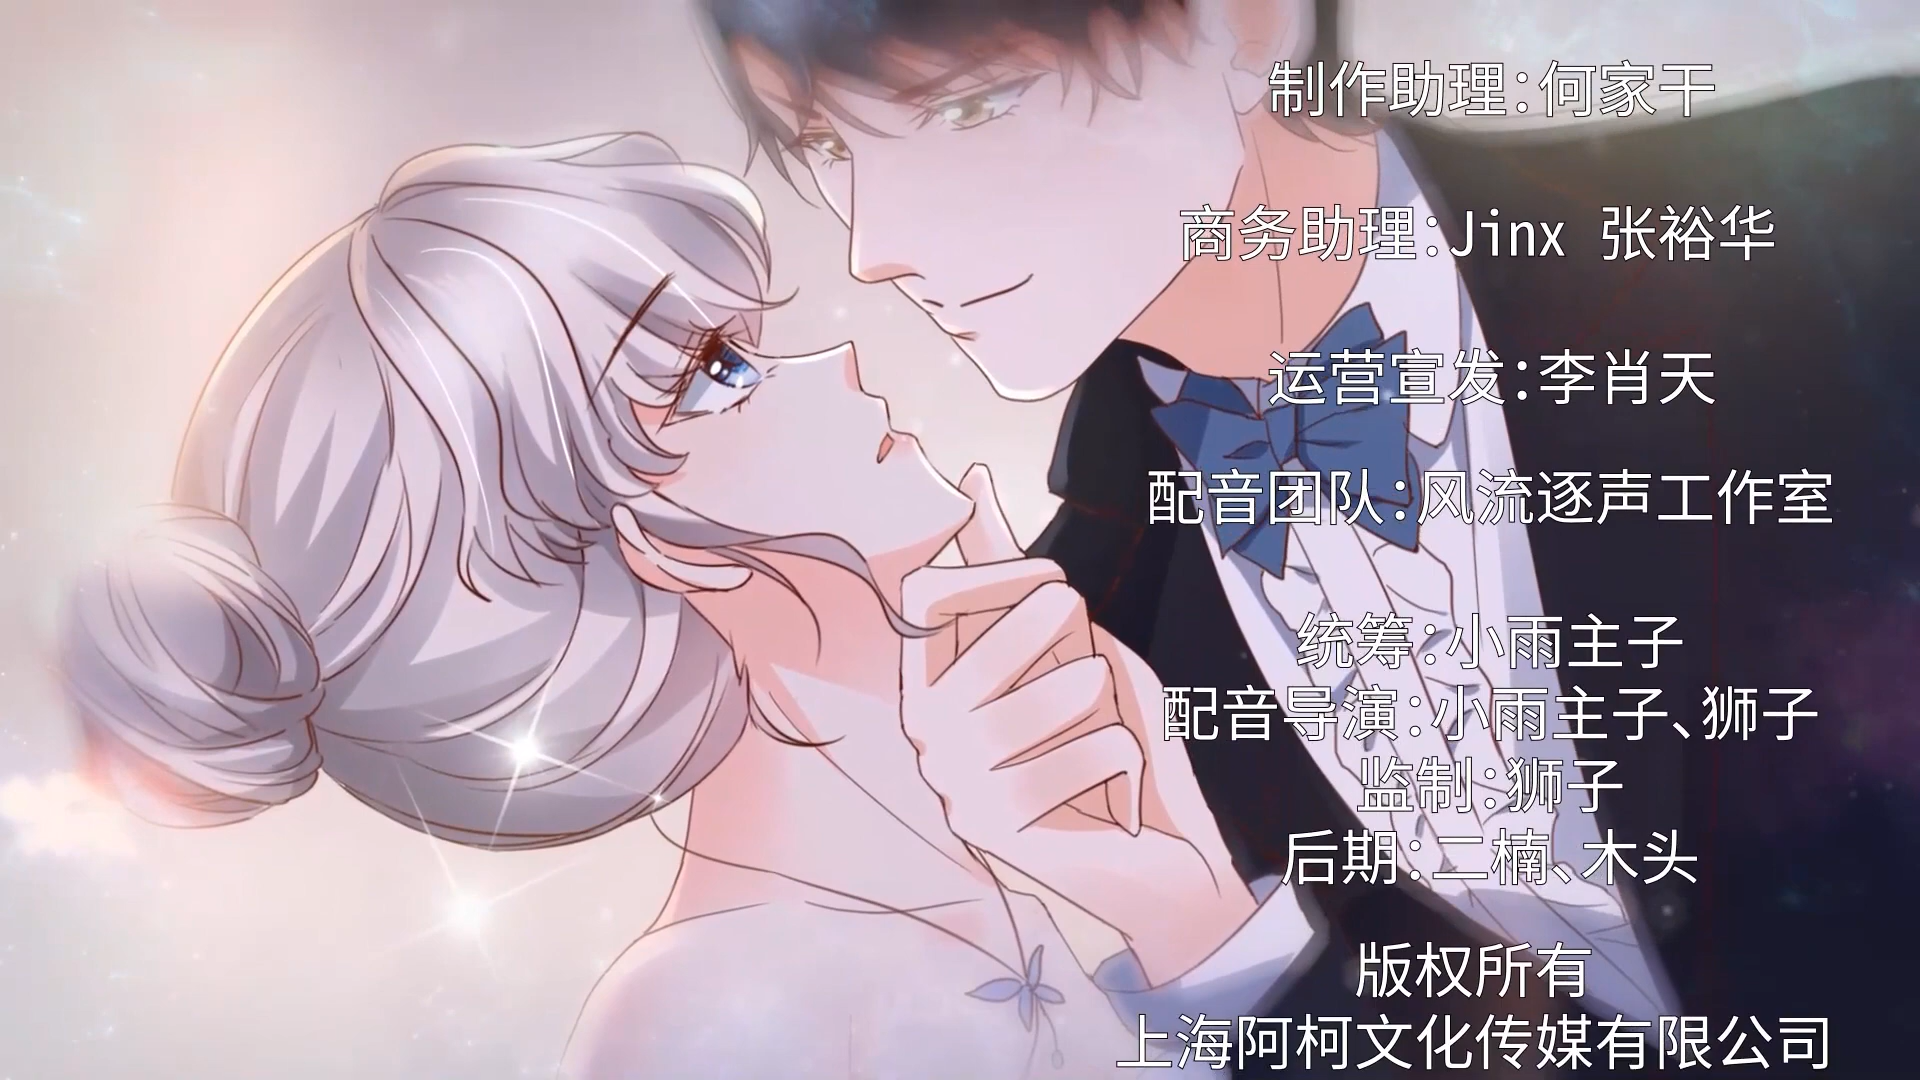 制作助理:何家干
商务助理:Jinx 张裕华
运营宣发:李肖天
配音团队:风流逐声工作室
统筹:小雨主子
配音导演:小雨主子、狮子
监制:狮子
后期:二楠、木头
版权所有
上海阿柯文化传媒有限公司